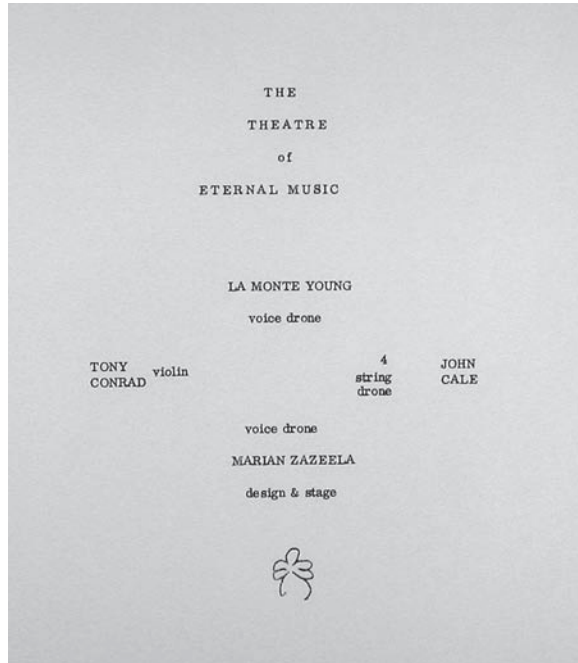 THE
THEATRE
of
ETERNAL MUSIC
LA MONTE YOUNG
voice drone
TONY
CONRAD
violin
4
string
drone
JOHN
CALE
voice drone
MARIAN ZAZEELA
design & stage